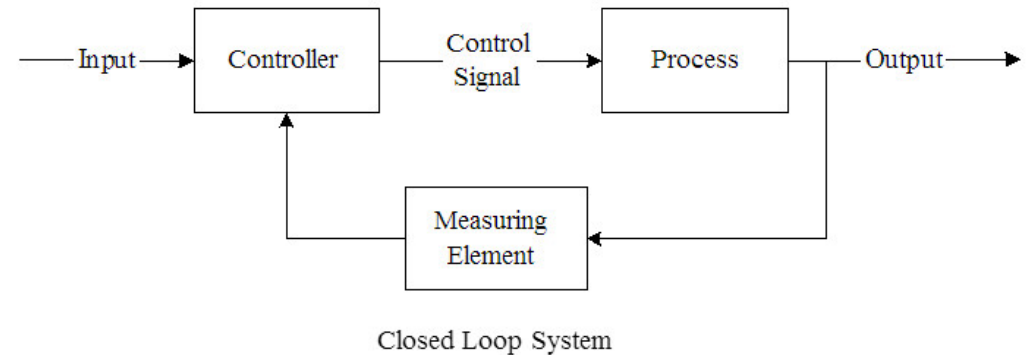 Input
Controller
Control
Signal
Process
Output
Measuring
Element
Closed Loop System